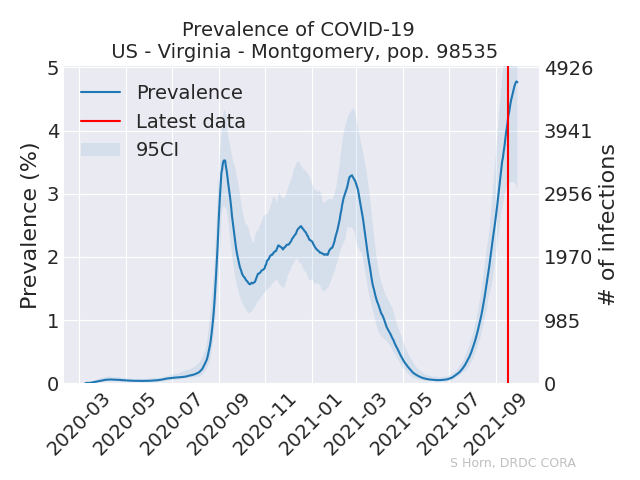 Prevalence of COVID-19
US - Virginia - Montgomery, pop. 98535
Prevalence (%)
5
4
3
2
1
0
Prevalence
Latest data
95CI
4926
3941
2956
1970
985
0
# of infections
2020-03
2020-05
2020-07
2020-09
2020-11
2021-01
2021-03
2021-05
2021-07
2021-09
S Horn, DRDC CORA